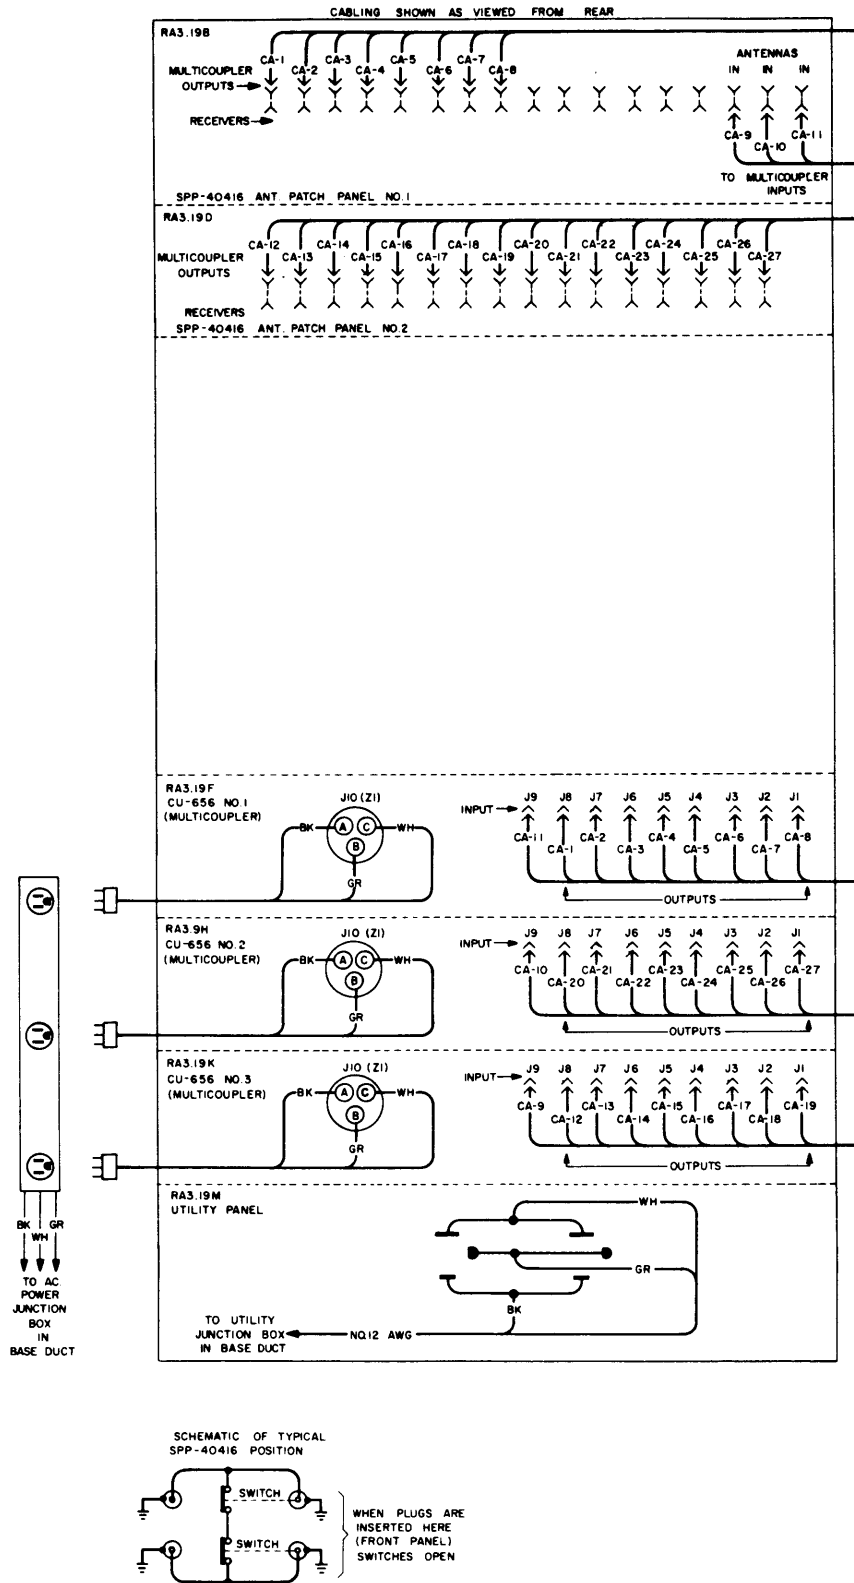 CABLING SHOWN AS VIEWED FROM REAR
RA3.19B
CA-1 CA-2 CA-3 CA-4 CA-5 CA-6 CA-7 CA-8
MULTICOUPLER
OUTPUTS
RECEIVERS
ANTENNAS
IN IN IN
CA-9 CA-10 CA-11
TO MULTICOUPLER
INPUTS
SPP-40416 ANT. PATCH PANEL NO.1
RA3.19D
CA-12 CA-13 CA-14 CA-15 CA-16 CA-17 CA-18 CA-19 CA-20 CA-21 CA-22 CA-23 CA-24 CA-25 CA-26 CA-27
MULTICOUPLER
OUTPUTS
RECEIVERS
SPP-40416 ANT. PATCH PANEL NO.2
RA3.19F
CU-656 NO.1
(MULTICOUPLER)
J10 (Z1)
BK A C WH
B
GR
INPUT
J9 J8 J7 J6 J5 J4 J3 J2 J1
CA-11 CA-1 CA-2 CA-3 CA-4 CA-5 CA-6 CA-7 CA-8
OUTPUTS
RA3.9H
CU-656 NO.2
(MULTICOUPLER)
J10 (Z1)
BK A C WH
B
GR
INPUT
J9 J8 J7 J6 J5 J4 J3 J2 J1
CA-10 CA-20 CA-21 CA-22 CA-23 CA-24 CA-25 CA-26 CA-27
OUTPUTS
RA3.19K
CU-656 NO.3
(MULTICOUPLER)
J10 (Z1)
BK A C WH
B
GR
INPUT
J9 J8 J7 J6 J5 J4 J3 J2 J1
CA-9 CA-12 CA-13 CA-14 CA-15 CA-16 CA-17 CA-18 CA-19
OUTPUTS
RA3.19M
UTILITY PANEL
WH
GR
BK
TO UTILITY
JUNCTION BOX
IN BASE DUCT
NO.12 AWG
BK GR
WH
TO AC
POWER
JUNCTION
BOX
IN
BASE DUCT
SCHEMATIC OF TYPICAL
SPP-40416 POSITION
SWITCH
SWITCH
WHEN PLUGS ARE
INSERTED HERE
(FRONT PANEL)
SWITCHES OPEN